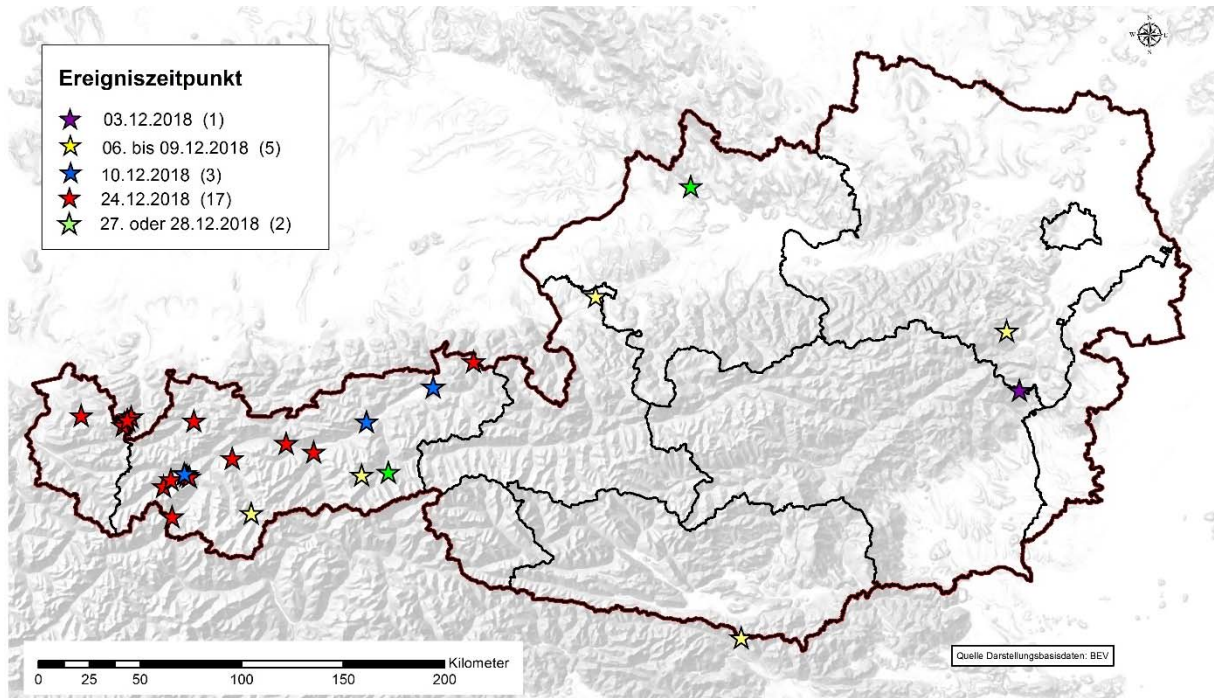 Ereigniszeitpunkt
03.12.2018 (1)
06. bis 09.12.2018 (5)
10.12.2018 (3)
24.12.2018 (17)
27. oder 28.12.2018 (2)
Quelle Darstellungsbasisdaten: BEV
Kilometer
0 25 50 100 150 200